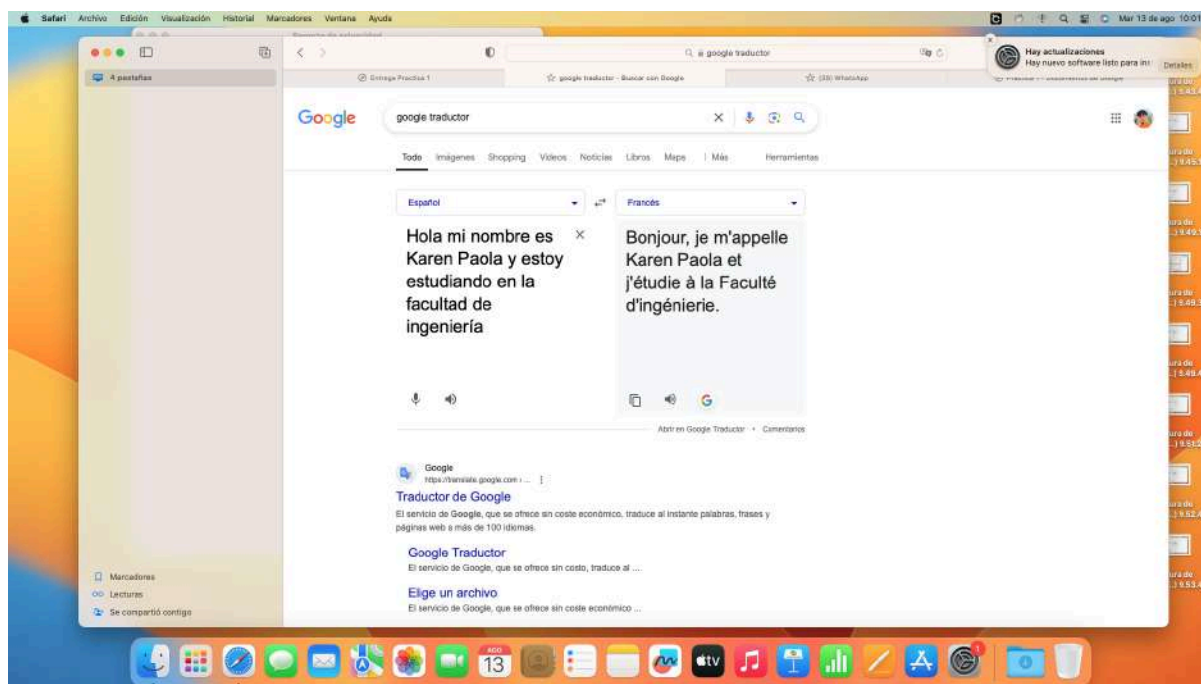 Safari Archivo Edición Visualización Historial Marcadores Ventana Ayuda
Mar 13 de ago 10:01
Hay actualizaciones
Hay nuevo software listo para
Detalles
4 pestañas
google traductor
Entrega Practica 1
google traductor - Buscar con Google
(38) WhatsApp
Google
google traductor
Todo Imágenes Shopping Videos Noticias Libros Maps Más Herramientas
Español
Francés
Hola mi nombre es
Karen Paola y estoy
estudiando en la
facultad de
ingeniería
Bonjour, je m'appelle
Karen Paola et
j'étudie à la Faculté
d'ingénierie.
Abrir en Google Traductor • Comentarios
Google
https://translate.google.com › ...
Traductor de Google
El servicio de Google, que se ofrece sin coste económico, traduce al instante palabras, frases y
páginas web a más de 100 idiomas.
Google Traductor
El servicio de Google, que se ofrece sin costo, traduce al ...
Elige un archivo
El servicio de Google, que se ofrece sin coste económico ...
Marcadores
Lecturas
Se compartió contigo
AGO
13
tv